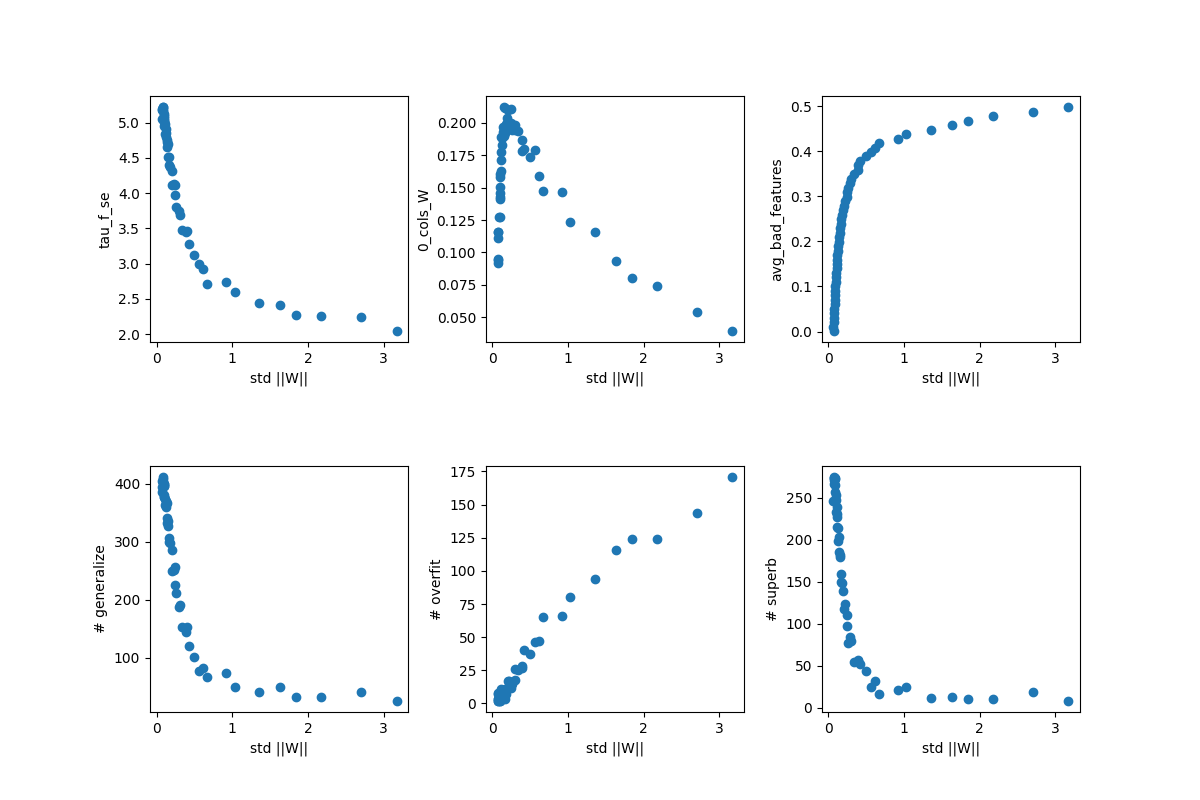 tau_f_se
5.0
4.5
4.0
3.5
3.0
2.5
2.0
0 1 2 3
std ||W||
0_cols_W
0.200
0.175
0.150
0.125
0.100
0.075
0.050
0 1 2 3
std ||W||
avg_bad_features
0.5
0.4
0.3
0.2
0.1
0.0
0 1 2 3
std ||W||
# generalize
400
300
200
100
0 1 2 3
std ||W||
# overfit
175
150
125
100
75
50
25
0
0 1 2 3
std ||W||
# superb
250
200
150
100
50
0
0 1 2 3
std ||W||